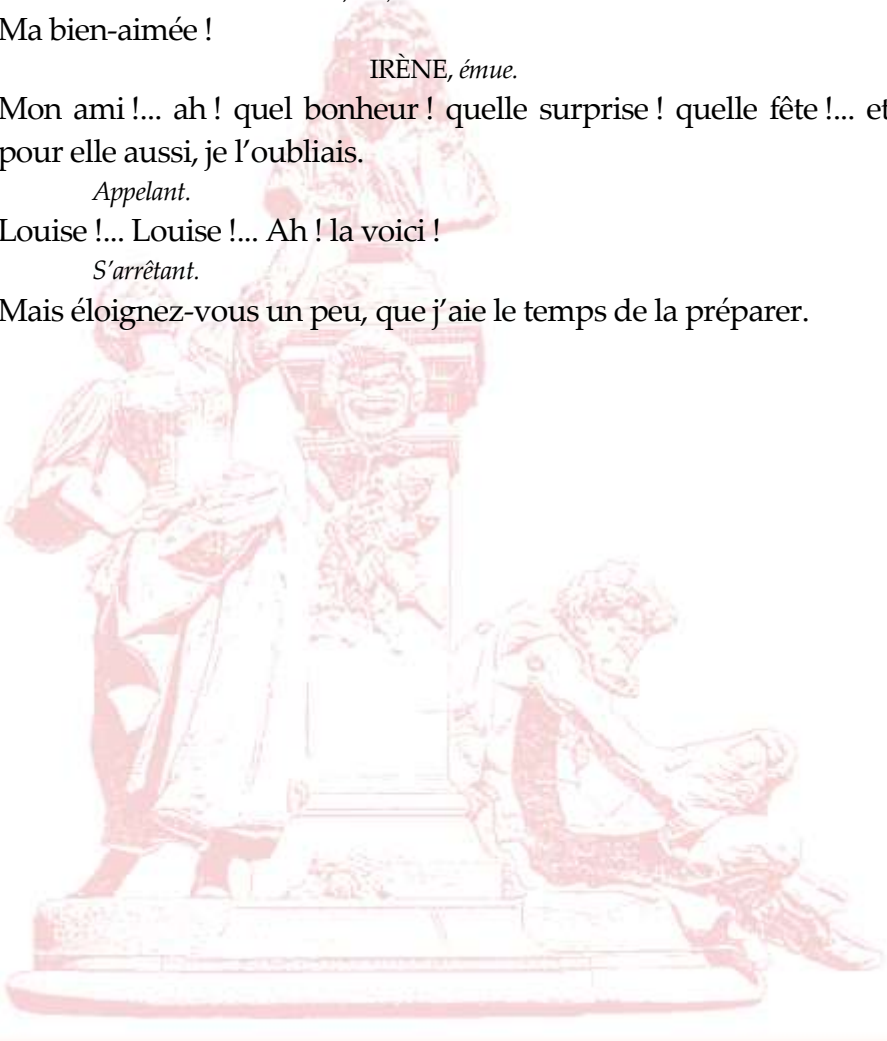 Ma bien-aimée !
IRÈNE, émue.
Mon ami !... ah ! quel bonheur ! quelle surprise ! quelle fête !... et
pour elle aussi, je l’oubliais.
Appelant.
Louise !... Louise !... Ah ! la voici !
S’arrêtant.
Mais éloignez-vous un peu, que j’aie le temps de la préparer.